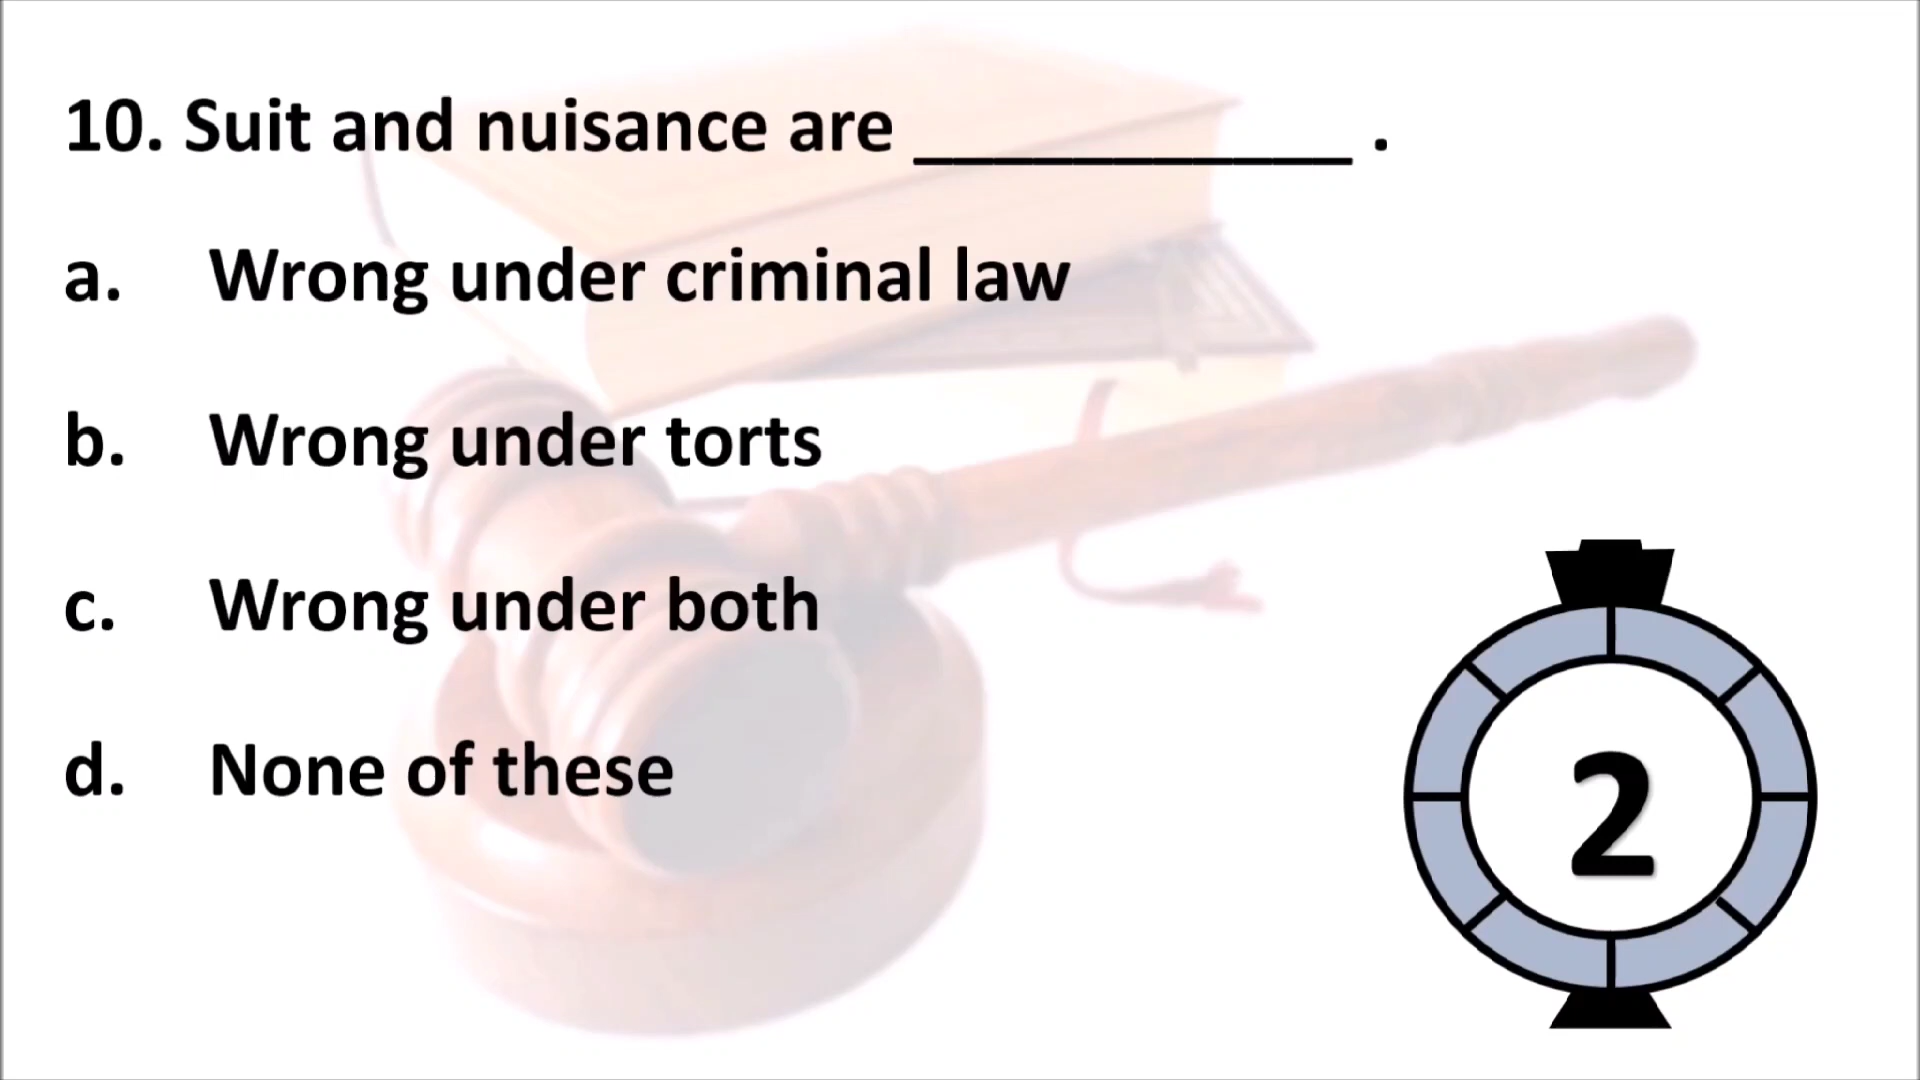 10. Suit and nuisance are ____________ .
a. Wrong under criminal law
b. Wrong under torts
c. Wrong under both
d. None of these
2